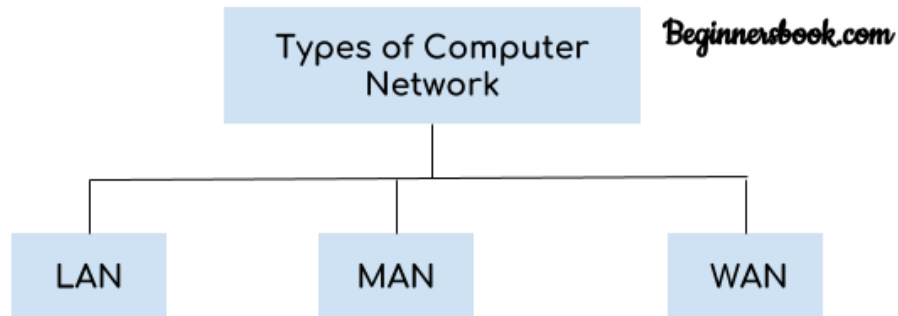 Types of Computer
Network
Beginnersbook.com
LAN
MAN
WAN